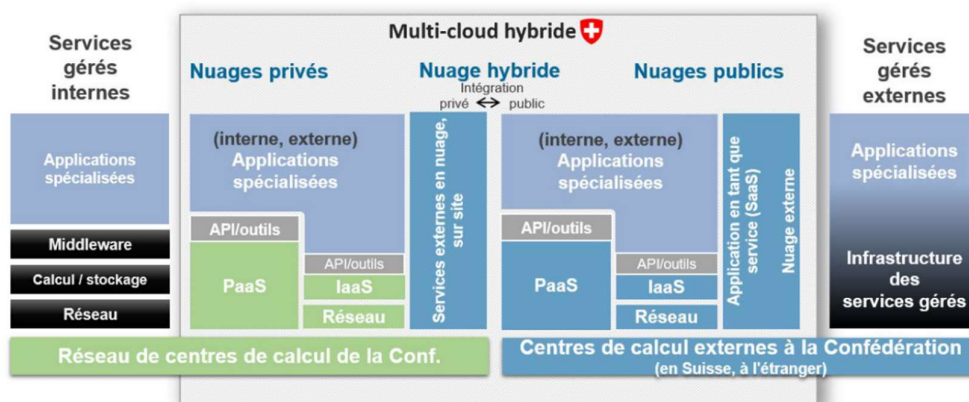 Multi-cloud hybride
Services
gérés
internes
Nuages privés
Nuage hybride
Intégration
privé ↔ public
Nuages publics
Services
gérés
externes
Applications
spécialisées
Middleware
Calcul / stockage
Réseau
(interne, externe)
Applications
spécialisées
API/outils
PaaS
API/outils
IaaS
Réseau
Services externes en nuage,
sur site
(interne, externe)
Applications
spécialisées
API/outils
PaaS
API/outils
IaaS
Réseau
Application en tant que
service (SaaS)
Nuage externe
Applications
spécialisées
Infrastructure
des
services gérés
Réseau de centres de calcul de la Conf.
Centres de calcul externes à la Confédération
(en Suisse, à l'étranger)